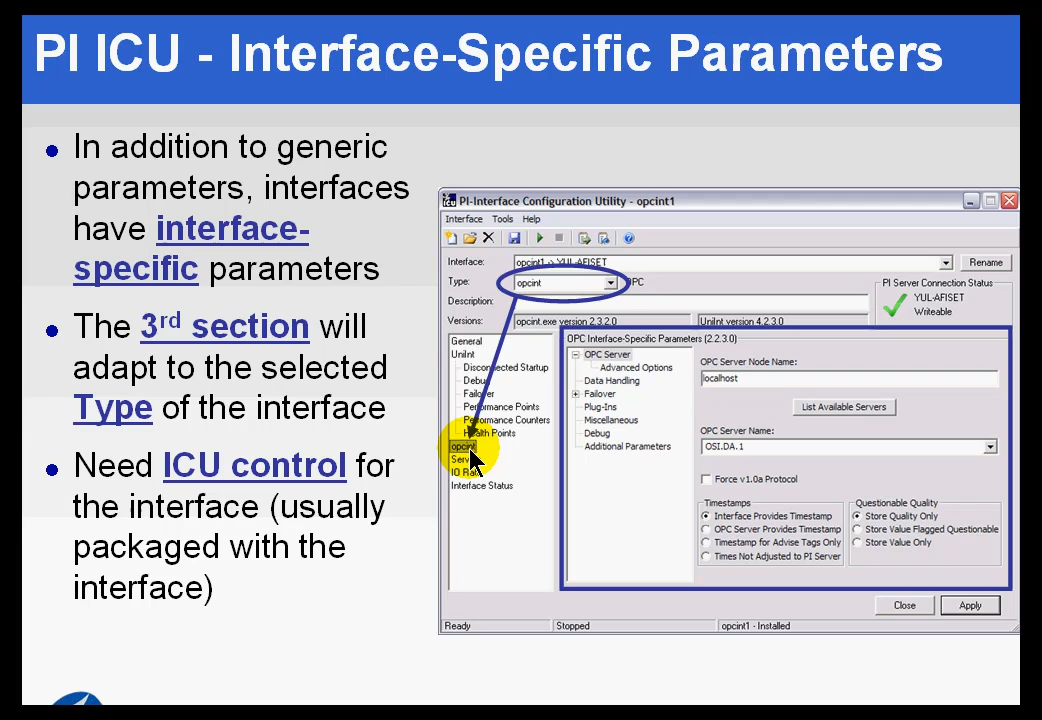 PI ICU - Interface-Specific Parameters
In addition to generic
parameters, interfaces
have interface-
specific parameters
The 3rd section will
adapt to the selected
Type of the interface
Need ICU control for
the interface (usually
packaged with the
interface)
PI-Interface Configuration Utility - opcint1
Interface Tools Help
Interface: opcint1 -> YUL-AFISET Rename
Type: opcint OPC
PI Server Connection Status
Description:
YUL-AFISET
Writeable
Versions: opcint.exe version 2.3.2.0 UniInt version 4.2.3.0
General
UniInt
Disconnected Startup
Debug
Failover
Performance Points
Performance Counters
Health Points
opcint
IO Rate
Interface Status
OPC Interface-Specific Parameters (2.2.3.0)
OPC Server
Advanced Options
Data Handling
Failover
Plug-Ins
Miscellaneous
Debug
Additional Parameters
OPC Server Node Name:
localhost
List Available Servers
OPC Server Name:
OSI.DA.1
Force v1.0a Protocol
Timestamps
Interface Provides Timestamp
OPC Server Provides Timestamp
Timestamp for Advise Tags Only
Times Not Adjusted to PI Server
Questionable Quality
Store Quality Only
Store Value Flagged Questionable
Store Value Only
Close Apply
Ready Stopped opcint1 - Installed